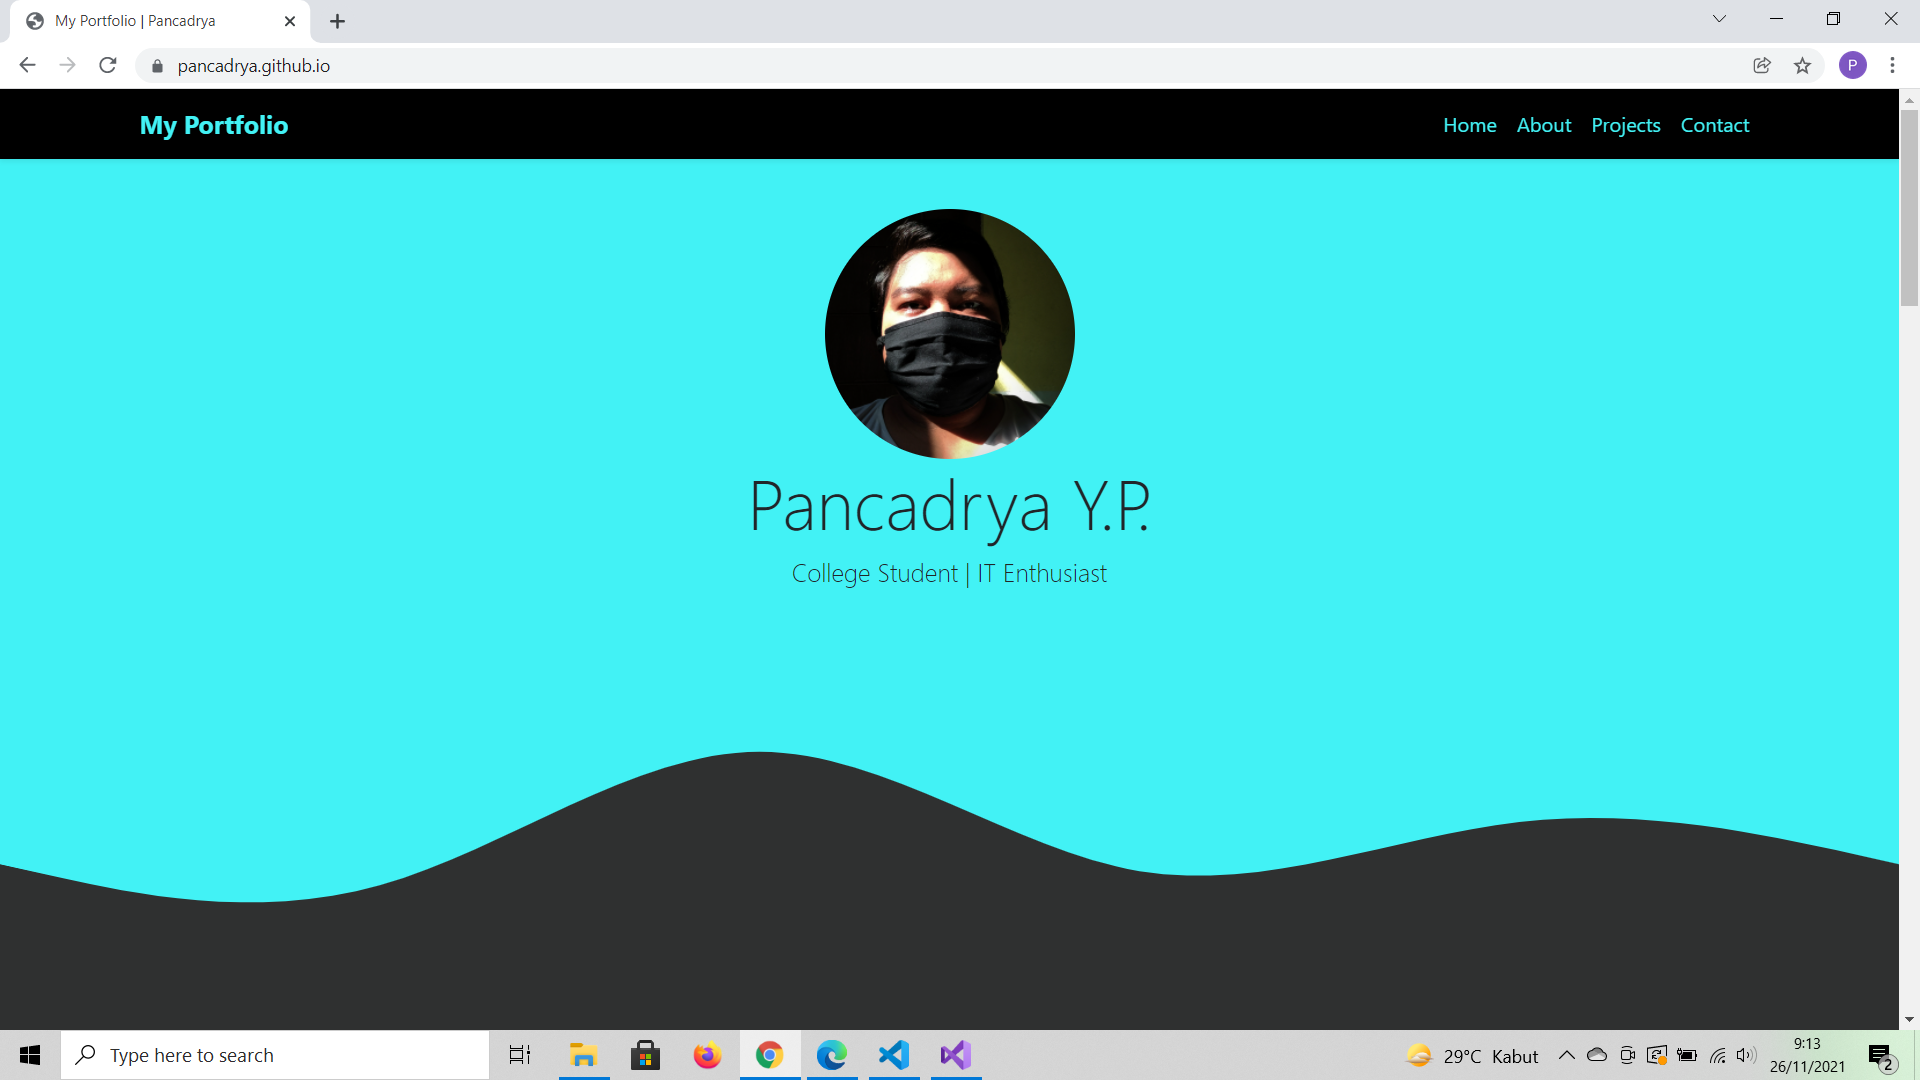 My Portfolio | Pancadrya
pancadrya.github.io
P
My Portfolio
Home About Projects Contact
Pancadrya Y.P.
College Student | IT Enthusiast
Type here to search
29°C Kabut
9:13
26/11/2021
2